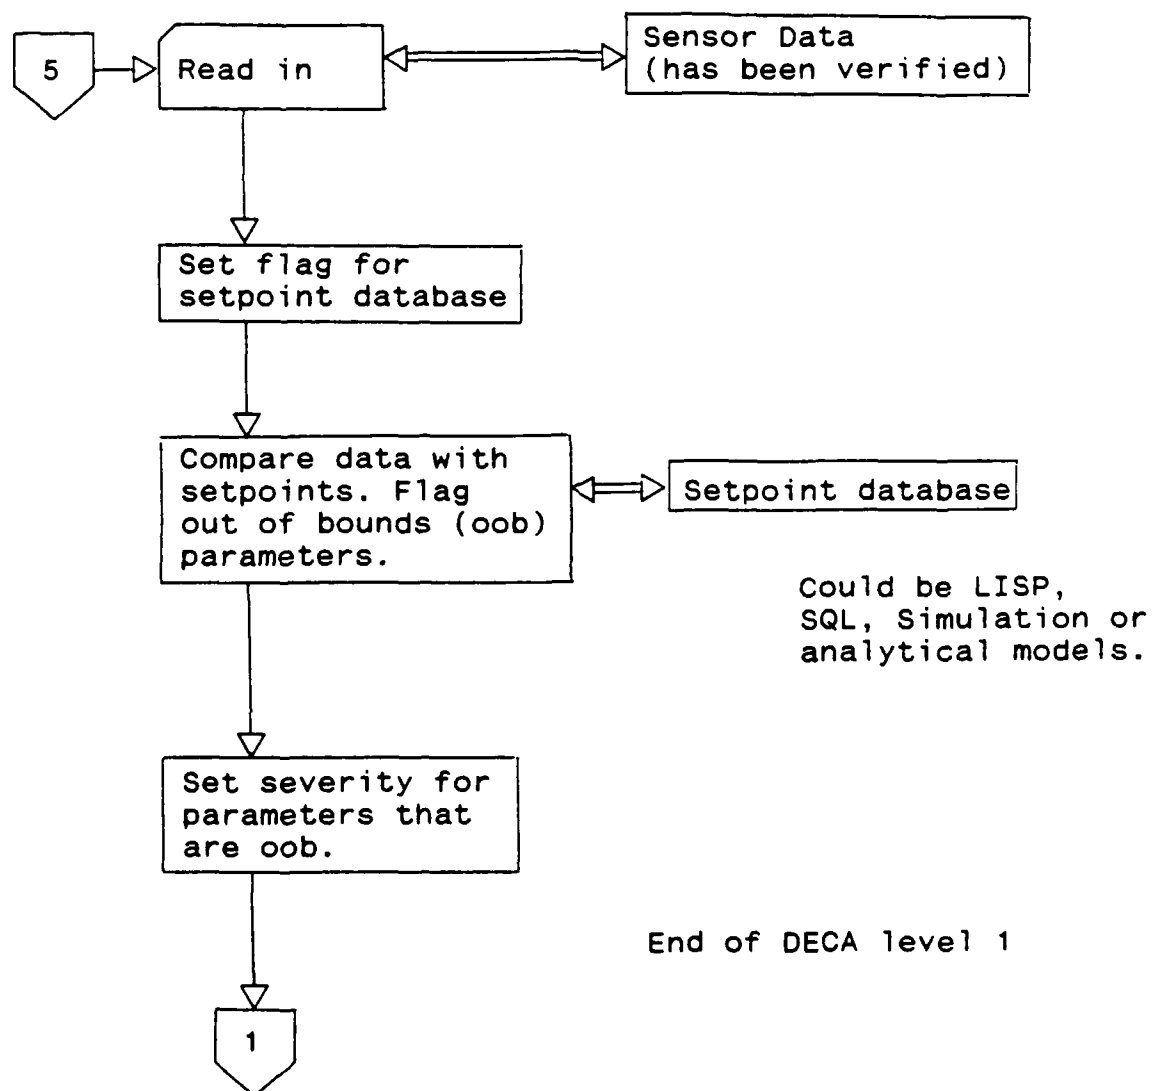 5
Read in
Sensor Data
(has been verified)
Set flag for
setpoint database
Compare data with
setpoints. Flag
out of bounds (oob)
parameters.
Setpoint database
Could be LISP,
SQL, Simulation or
analytical models.
Set severity for
parameters that
are oob.
End of DECA level 1
1